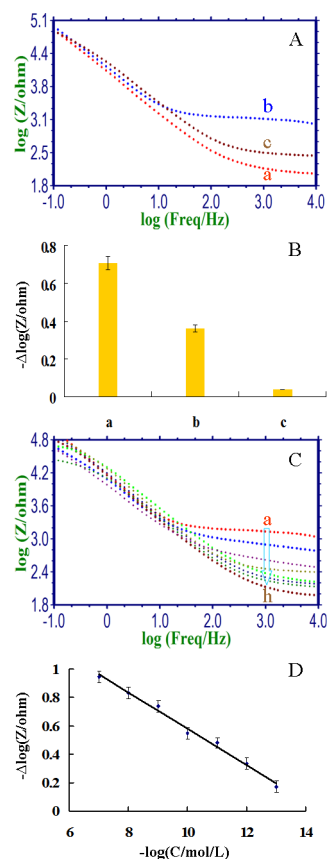 A
5.1
4.4
3.8
3.1
2.5
1.8
b
c
a
-1.0 0.0 1.0 2.0 3.0 4.0
log (Freq/Hz)
log (Z/ohm)
B
0.8
0.6
0.4
0.2
0
-Δlog(Z/ohm)
a b c
C
4.8
4.2
3.6
3.0
2.4
1.8
a
h
-1.0 0.0 1.0 2.0 3.0 4.0
log (Freq/Hz)
log (Z/ohm)
D
1
0.8
0.6
0.4
0.2
0
-Δlog(Z/ohm)
6 8 10 12 14
-log(C/mol/L)